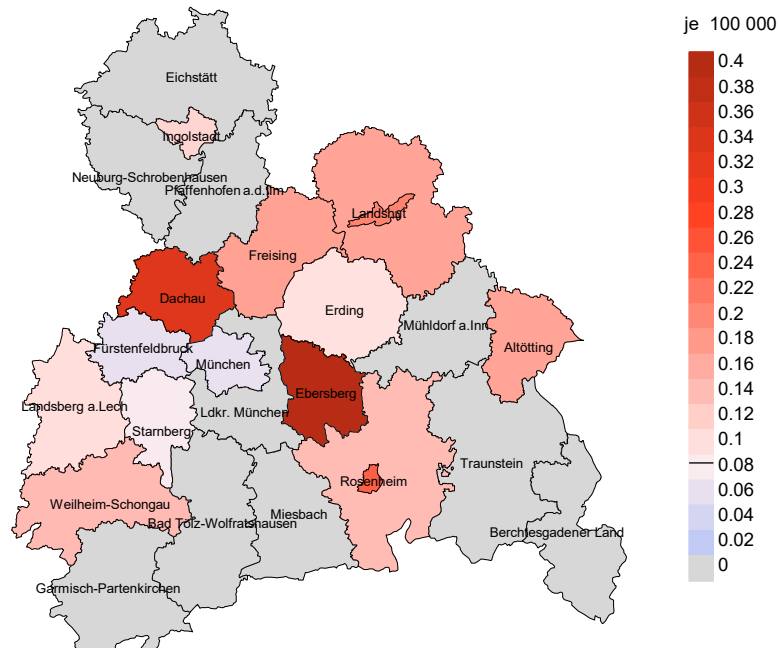 je 100 000
0.4
0.38
0.36
0.34
0.32
0.3
0.28
0.26
0.24
0.22
0.2
0.18
0.16
0.14
0.12
0.1
0.08
0.06
0.04
0.02
0
Eichstätt
Ingolstadt
Neuburg-Schrobenhausen
Pfaffenhofen a.d.Ilm
Landshut
Freising
Dachau
Erding
Mühldorf a.Inn
Altötting
Fürstenfeldbruck
München
Ebersberg
Landsberg a.Lech
Ldkr. München
Starnberg
Traunstein
Rosenheim
Weilheim-Schongau
Miesbach
Bad Tölz-Wolfratshausen
Berchtesgadener Land
Garmisch-Partenkirchen